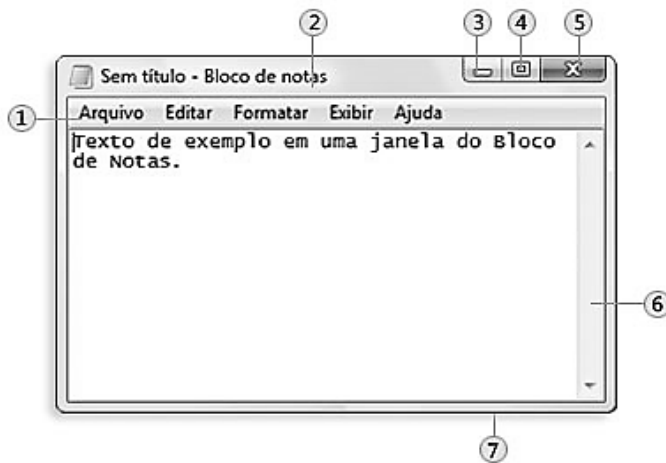 2 3 4 5
Sem título - Bloco de notas
1 Arquivo Editar Formatar Exibir Ajuda
Texto de exemplo em uma janela do Bloco
de Notas.
6
7